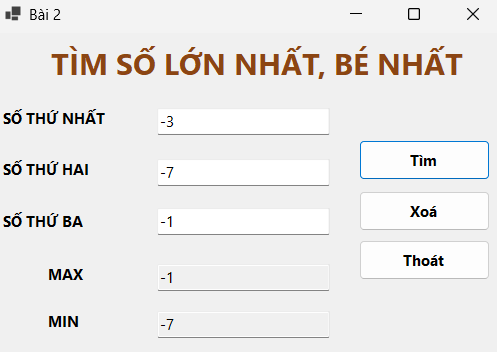 Bài 2
TÌM SỐ LỚN NHẤT, BÉ NHẤT
SỐ THỨ NHẤT -3
SỐ THỨ HAI -7 Tìm
SỐ THỨ BA -1 Xoá
MAX -1 Thoát
MIN -7